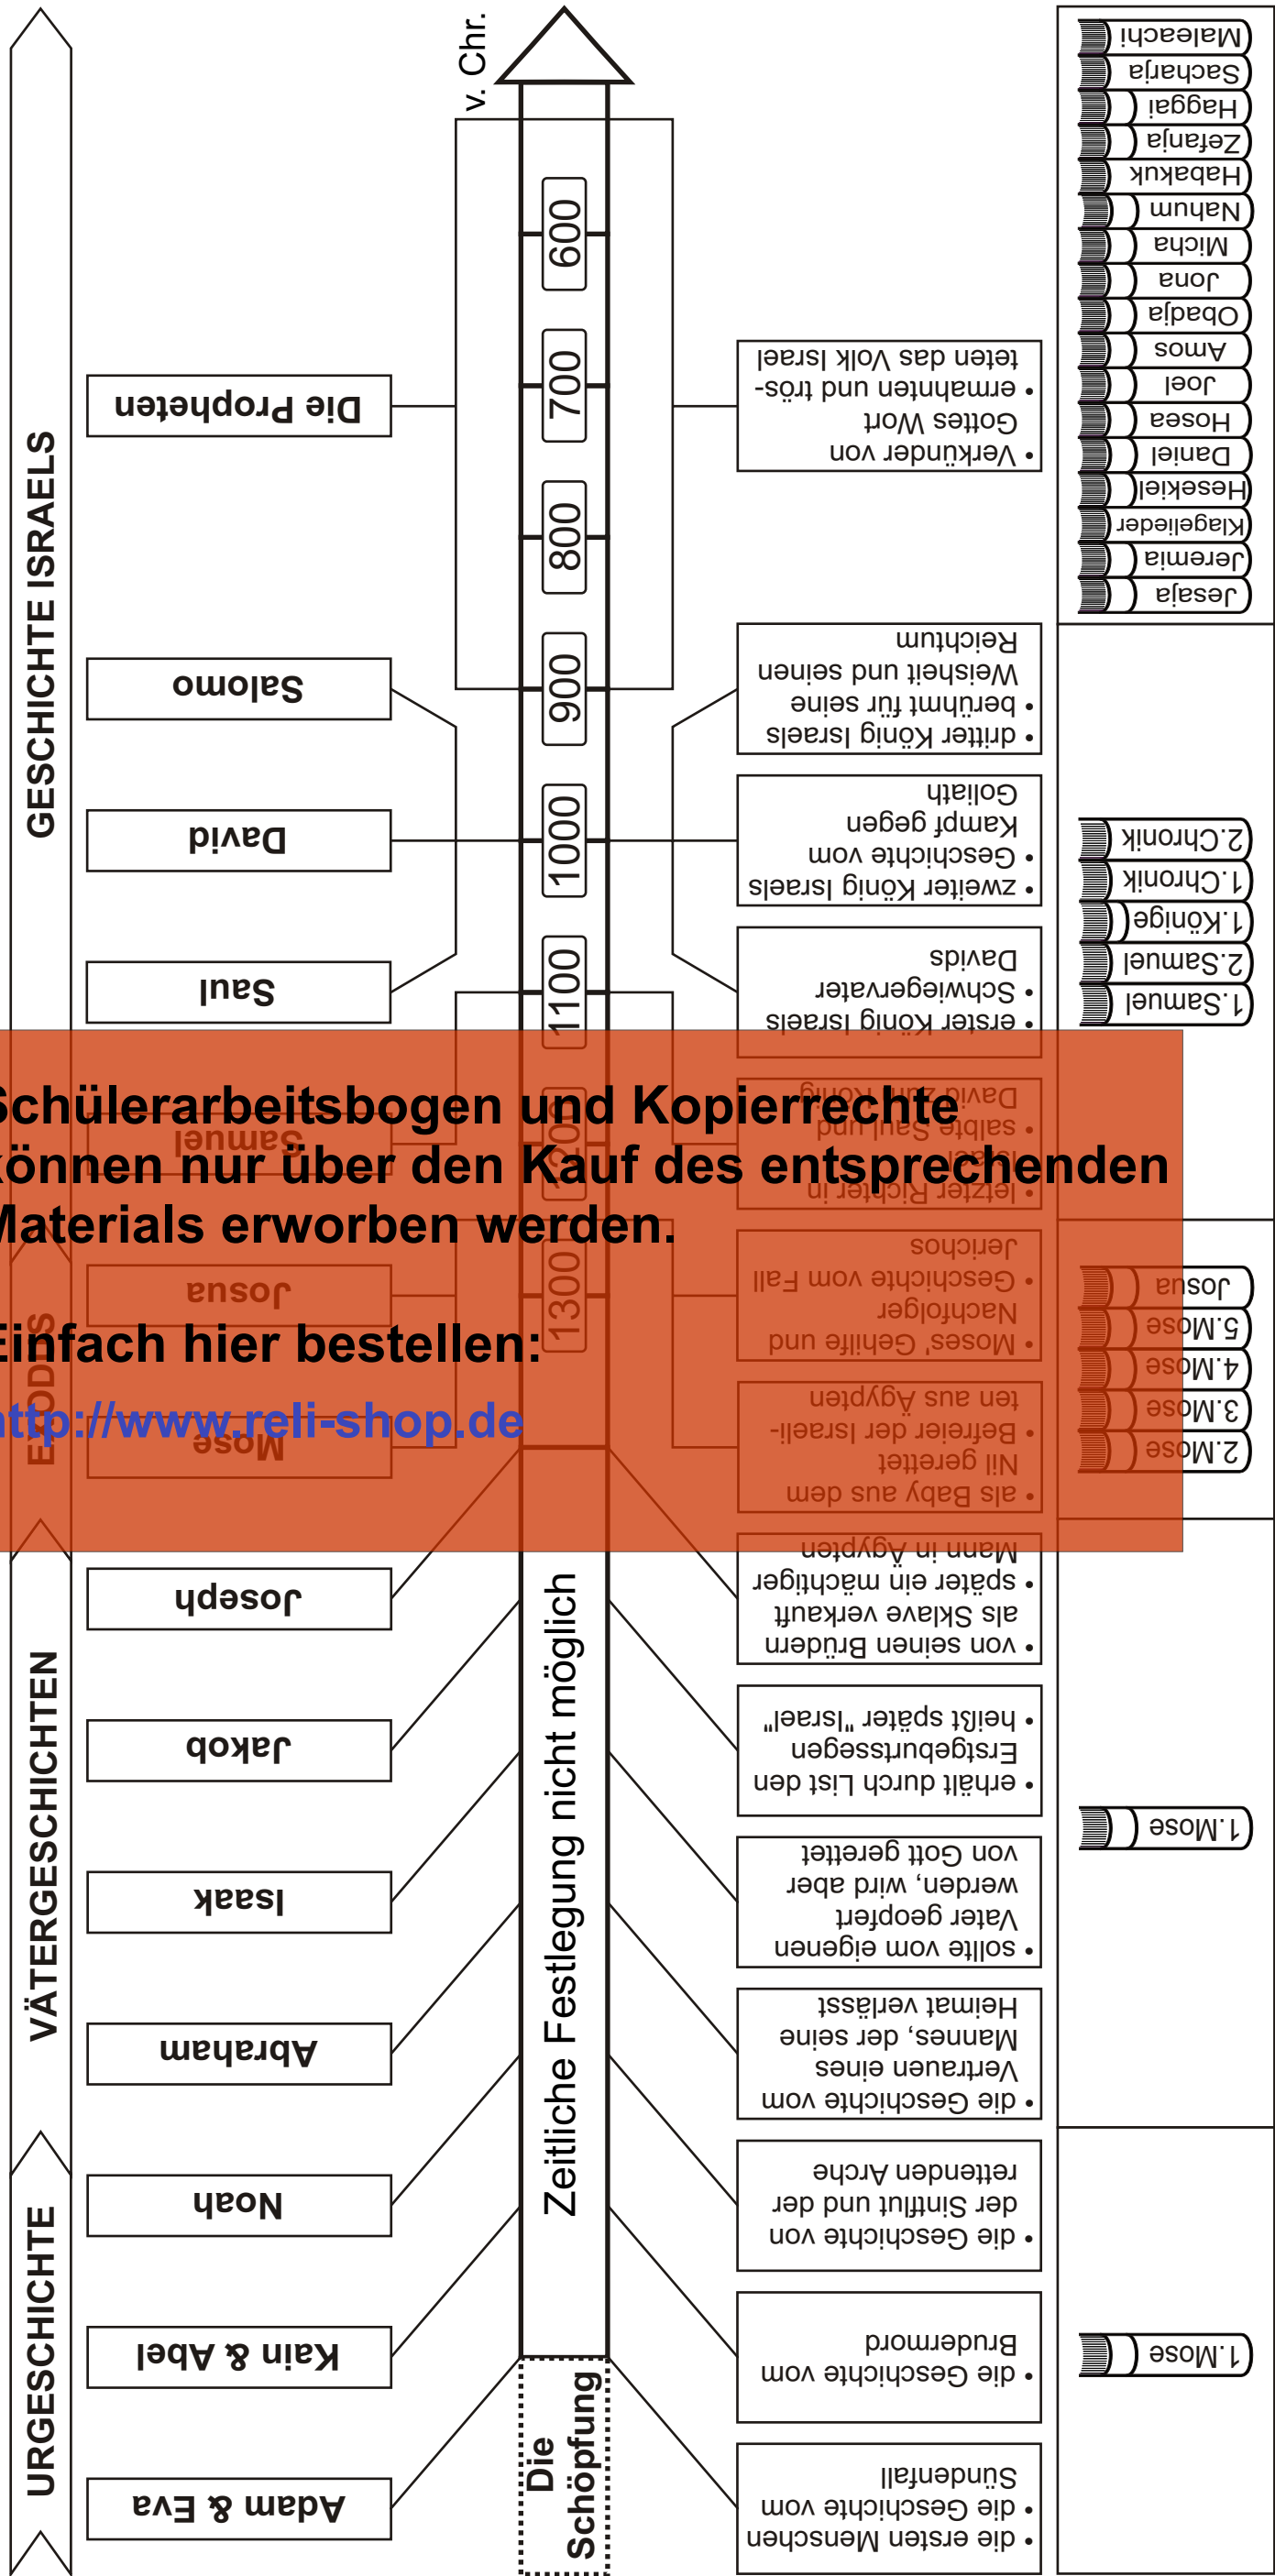 URGESCHICHTE
VÄTERGESCHICHTEN
EXODUS
GESCHICHTE ISRAELS
Adam & Eva
Kain & Abel
Noah
Abraham
Isaak
Jakob
Joseph
Mose
Josua
Samuel
Saul
David
Salomo
Die Propheten
Die
Schöpfung
Zeitliche Festlegung nicht möglich
1300
1200
1100
1000
900
800
700
600
v. Chr.
• die ersten Menschen
• die Geschichte vom
Sündenfall
• die Geschichte vom
Brudermord
• die Geschichte von
der Sintflut und der
rettenden Arche
• die Geschichte vom
Vertrauen eines
Mannes, der seine
Heimat verlässt
• sollte vom eigenen
Vater geopfert
werden, wird aber
von Gott gerettet
• erhält durch List den
Erstgeburtssegen
• heißt später "Israel"
• von seinen Brüdern
als Sklave verkauft
• später ein mächtiger
Mann in Ägypten
• als Baby aus dem
Nil gerettet
• Befreier der Israeli-
ten aus Ägypten
• Moses' Gehilfe und
Nachfolger
• Geschichte vom Fall
Jerichos
• letzter Richter in
Israel
• salbte Saul und
David zum König
• erster König Israels
• Schwiegervater
Davids
• zweiter König Israels
• Geschichte vom
Kampf gegen
Goliath
• dritter König Israels
• berühmt für seine
Weisheit und seinen
Reichtum
• Verkünder von
Gottes Wort
• ermahnten und trös-
teten das Volk Israel
1.Mose
1.Mose
2.Mose
3.Mose
4.Mose
5.Mose
Josua
1.Samuel
2.Samuel
1.Könige
1.Chronik
2.Chronik
Jesaja
Jeremia
Klagelieder
Hesekiel
Daniel
Hosea
Joel
Amos
Obadja
Jona
Micha
Nahum
Habakuk
Zefanja
Haggai
Sacharja
Maleachi
Schülerarbeitsbogen und Kopierrechte
können nur über den Kauf des entsprechenden
Materials erworben werden.
Einfach hier bestellen:
http://www.reli-shop.de